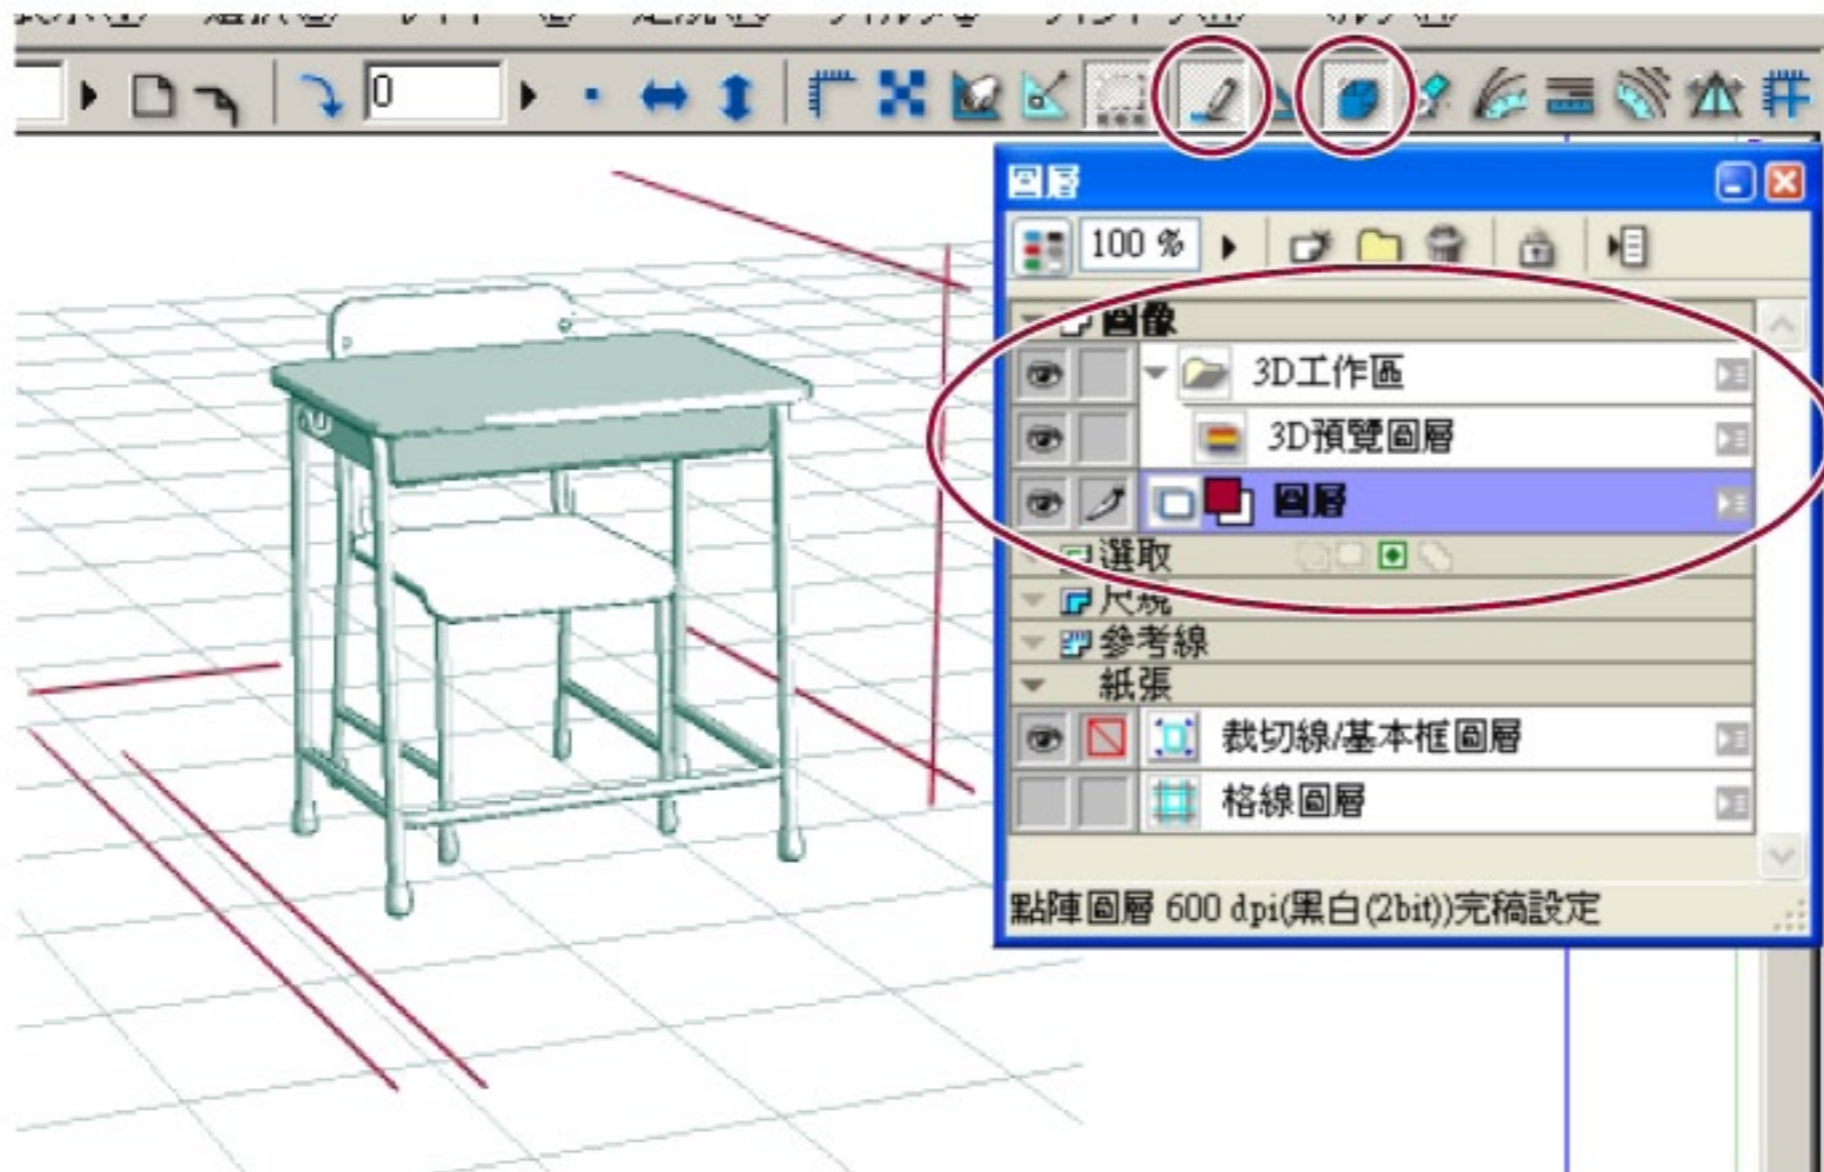 0
圖層
100 %
圖像
3D工作區
3D預覽圖層
圖層
選取
尺規
參考線
紙張
裁切線/基本框圖層
格線圖層
點陣圖層 600 dpi(黑白(2bit))完稿設定